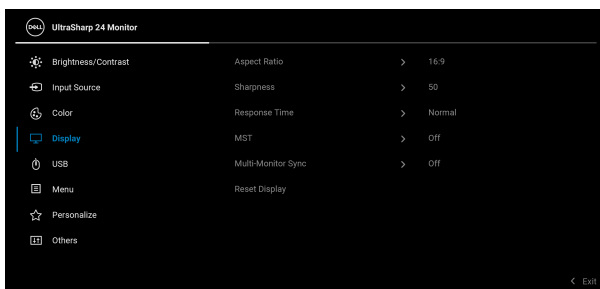 DELL UltraSharp 24 Monitor
Brightness/Contrast Aspect Ratio > 16:9
Input Source Sharpness > 50
Color Response Time > Normal
Display MST > Off
USB Multi-Monitor Sync > Off
Menu Reset Display
Personalize
Others
< Exit